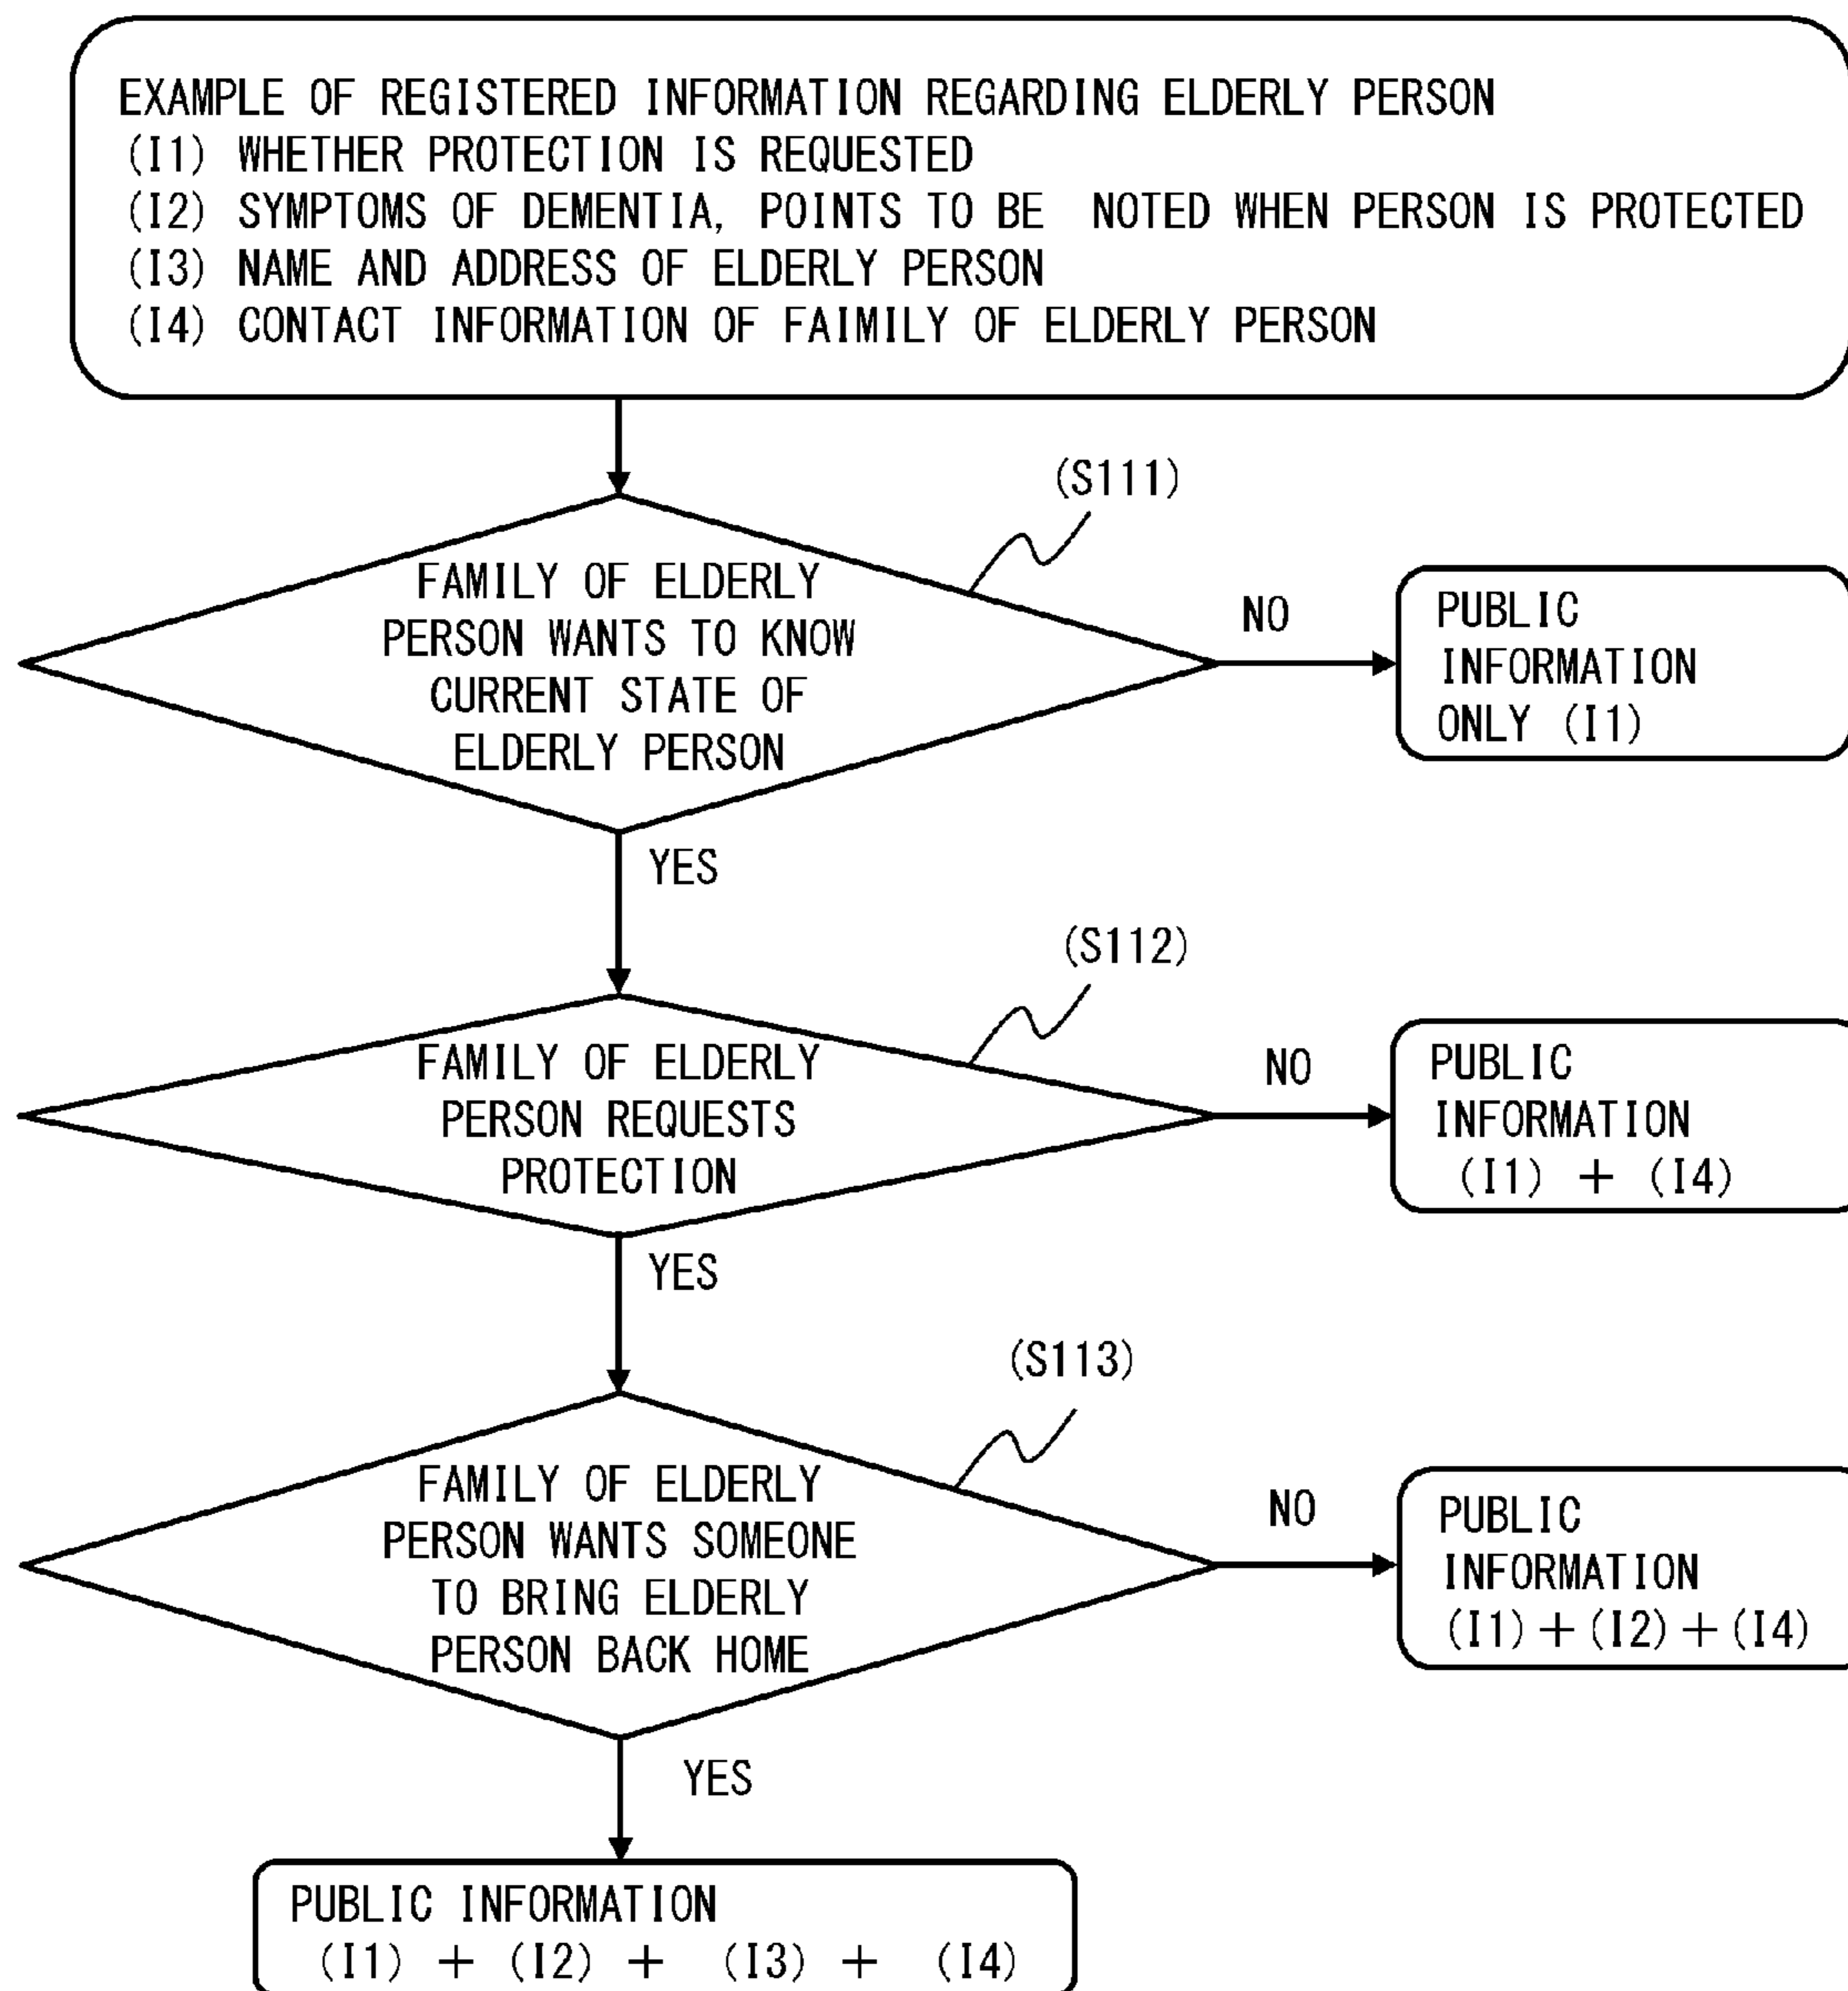 EXAMPLE OF REGISTERED INFORMATION REGARDING ELDERLY PERSON
(I1) WHETHER PROTECTION IS REQUESTED
(I2) SYMPTOMS OF DEMENTIA, POINTS TO BE NOTED WHEN PERSON IS PROTECTED
(I3) NAME AND ADDRESS OF ELDERLY PERSON
(I4) CONTACT INFORMATION OF FAIMILY OF ELDERLY PERSON
(S111)
FAMILY OF ELDERLY
PERSON WANTS TO KNOW
CURRENT STATE OF
ELDERLY PERSON
NO
PUBLIC
INFORMATION
ONLY (I1)
YES
(S112)
FAMILY OF ELDERLY
PERSON REQUESTS
PROTECTION
NO
PUBLIC
INFORMATION
(I1) + (I4)
YES
(S113)
FAMILY OF ELDERLY
PERSON WANTS SOMEONE
TO BRING ELDERLY
PERSON BACK HOME
NO
PUBLIC
INFORMATION
(I1)+(I2)+(I4)
YES
PUBLIC INFORMATION
(I1) + (I2) + (I3) + (I4)